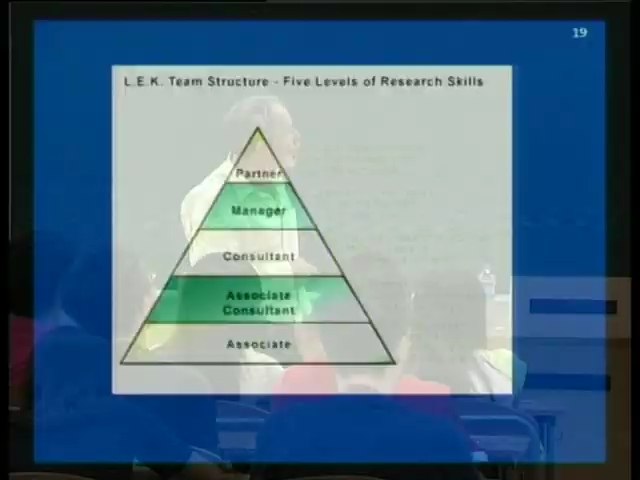 19
L.E.K. Team Structure - Five Levels of Research Skills
Partner
Manager
Consultant
Associate
Consultant
Associate